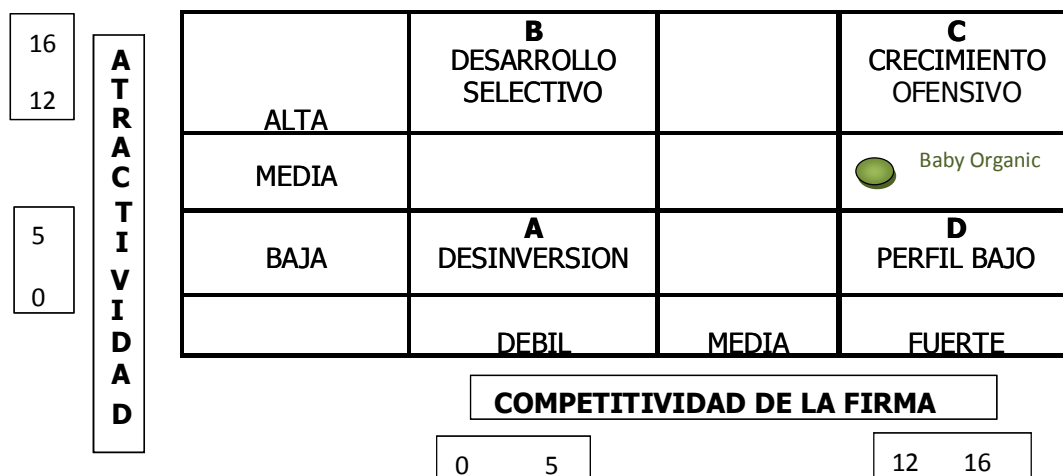 16
12
5
0
ATRACTIVIDAD
B
DESARROLLO
SELECTIVO
C
CRECIMIENTO
OFENSIVO
ALTA
MEDIA
Baby Organic
BAJA
A
DESINVERSION
D
PERFIL BAJO
DEBIL
MEDIA
FUERTE
COMPETITIVIDAD DE LA FIRMA
0 5
12 16